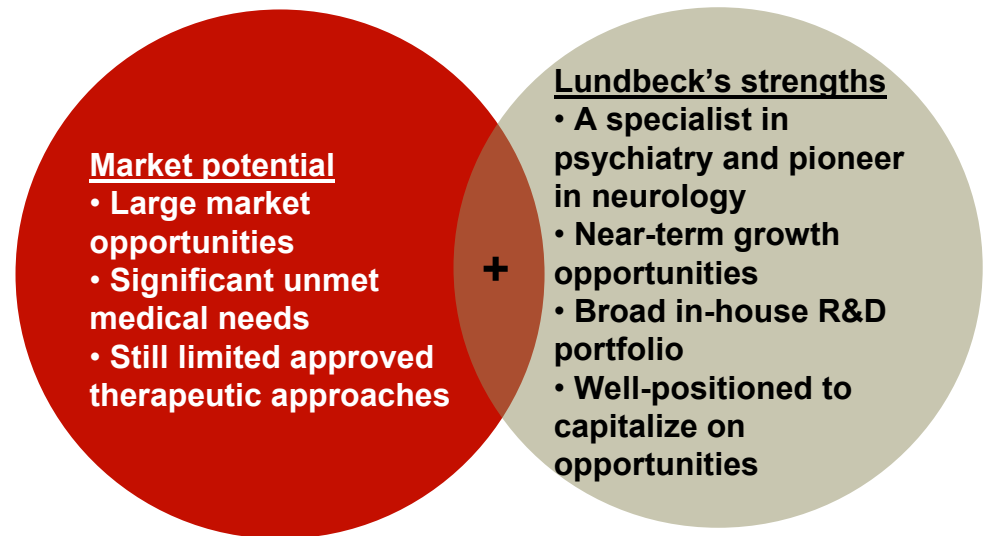 Market potential
• Large market
opportunities
• Significant unmet
medical needs
• Still limited approved
therapeutic approaches
+
Lundbeck's strengths
• A specialist in
psychiatry and pioneer
in neurology
• Near-term growth
opportunities
• Broad in-house R&D
portfolio
• Well-positioned to
capitalize on
opportunities